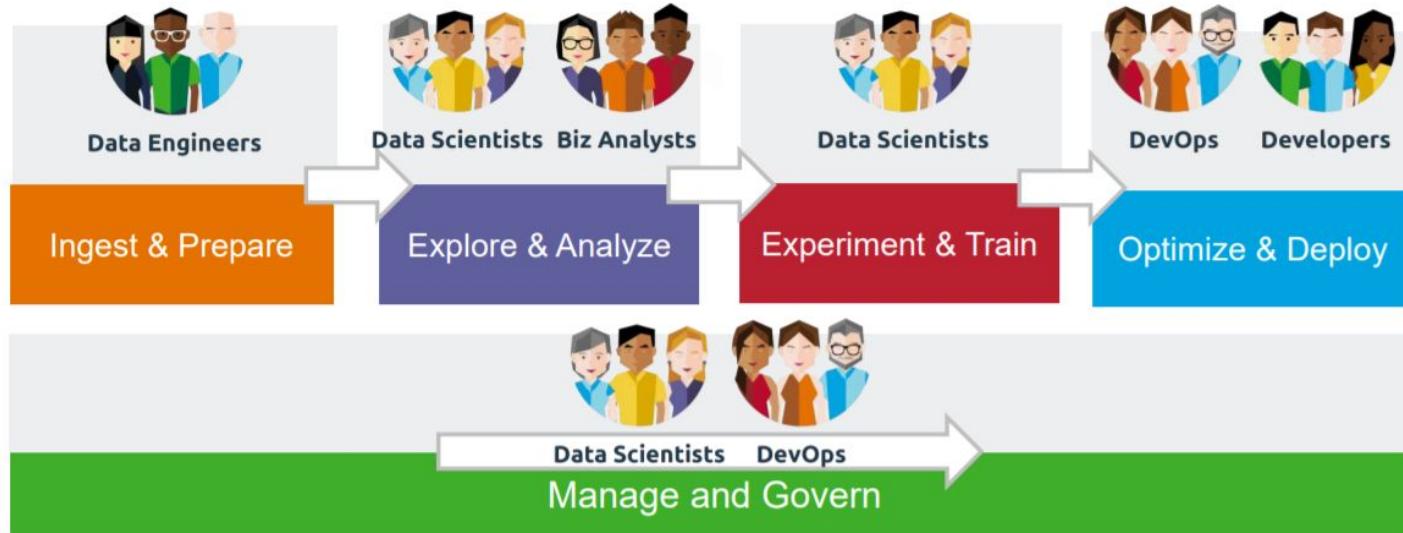 Data Engineers
Data Scientists
Biz Analysts
Data Scientists
DevOps
Developers
Ingest & Prepare
Explore & Analyze
Experiment & Train
Optimize & Deploy
Data Scientists
DevOps
Manage and Govern